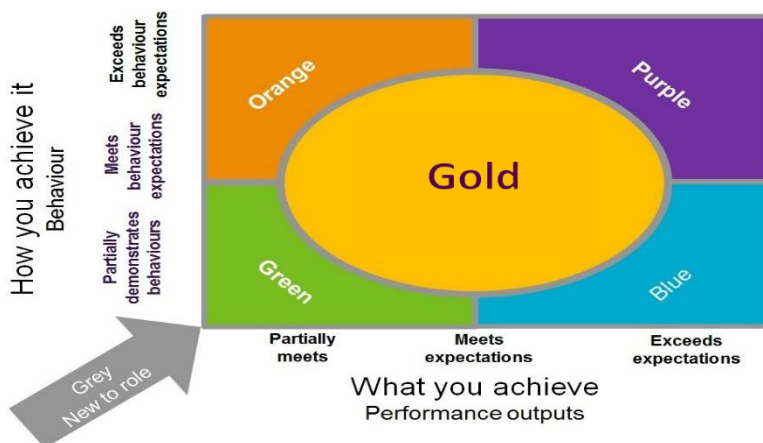 How you achieve it
Behaviour
Exceeds
behaviour
expectations
Meets
behaviour
expectations
Partially
demonstrates
behaviours
Orange
Purple
Gold
Green
Blue
Grey
New to role
Partially
meets
Meets
expectations
Exceeds
expectations
What you achieve
Performance outputs